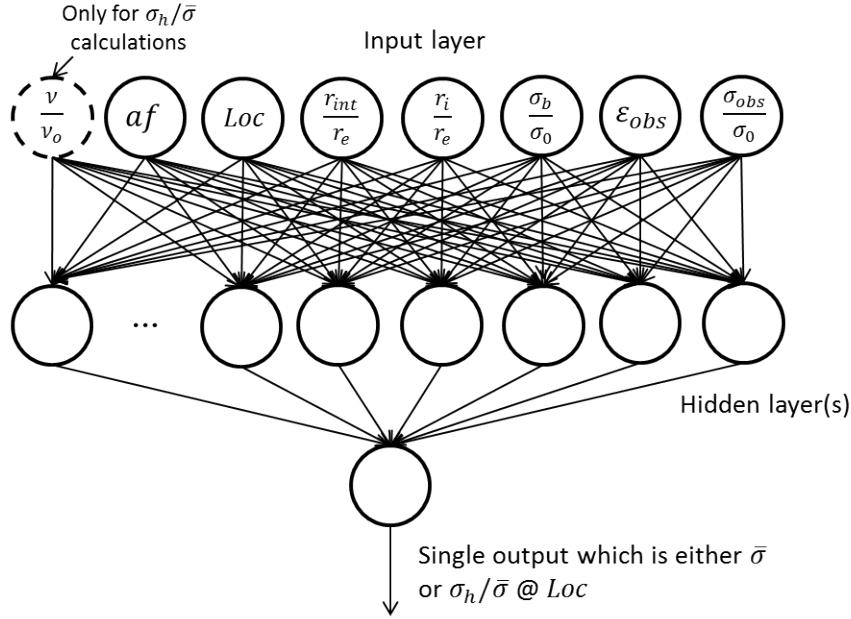 Only for σ_h/σ̄
calculations
Input layer
ν/ν_o
af
Loc
r_int/r_e
r_i/r_e
σ_b/σ_0
ε_obs
σ_obs/σ_0
...
Hidden layer(s)
Single output which is either σ̄
or σ_h/σ̄ @ Loc